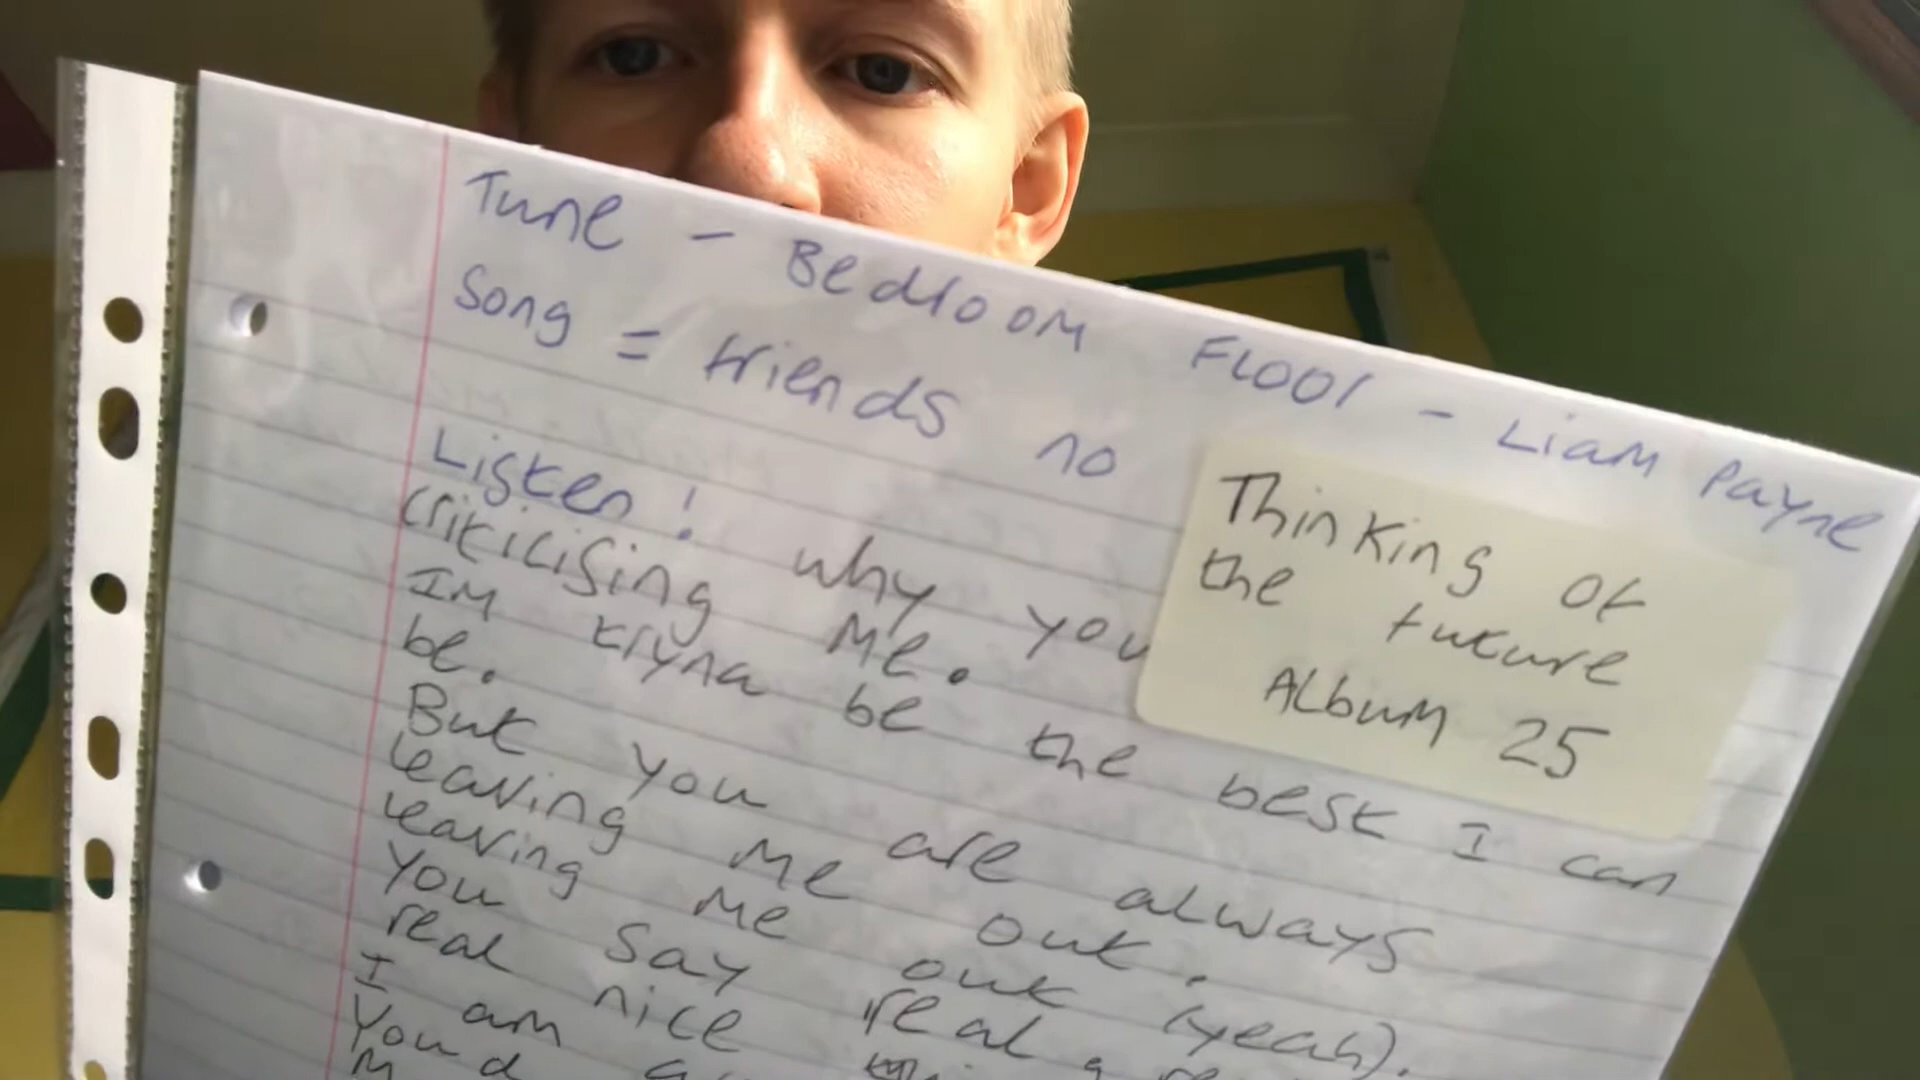 Tune - Bedroom Floor - Liam Payne
Song = friends no
Listen! why you
criticising Me.
IM tryna be the best I can
be.
But you are always
leaving Me out.
leaving Me out (yeah).
You say real
real nice
I am
You
Thinking of
the future
Album 25